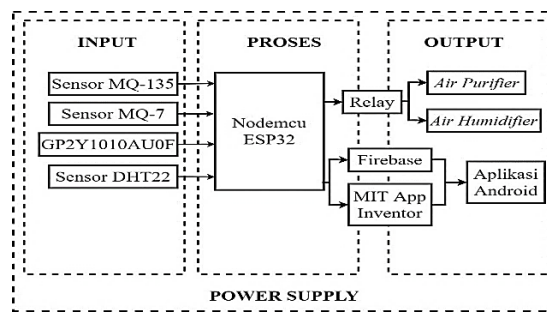 INPUT
PROSES
OUTPUT
Sensor MQ-135
Sensor MQ-7
GP2Y1010AU0F
Sensor DHT22
Nodemcu
ESP32
Relay
Firebase
MIT App
Inventor
Air Purifier
Air Humidifier
Aplikasi
Android
POWER SUPPLY